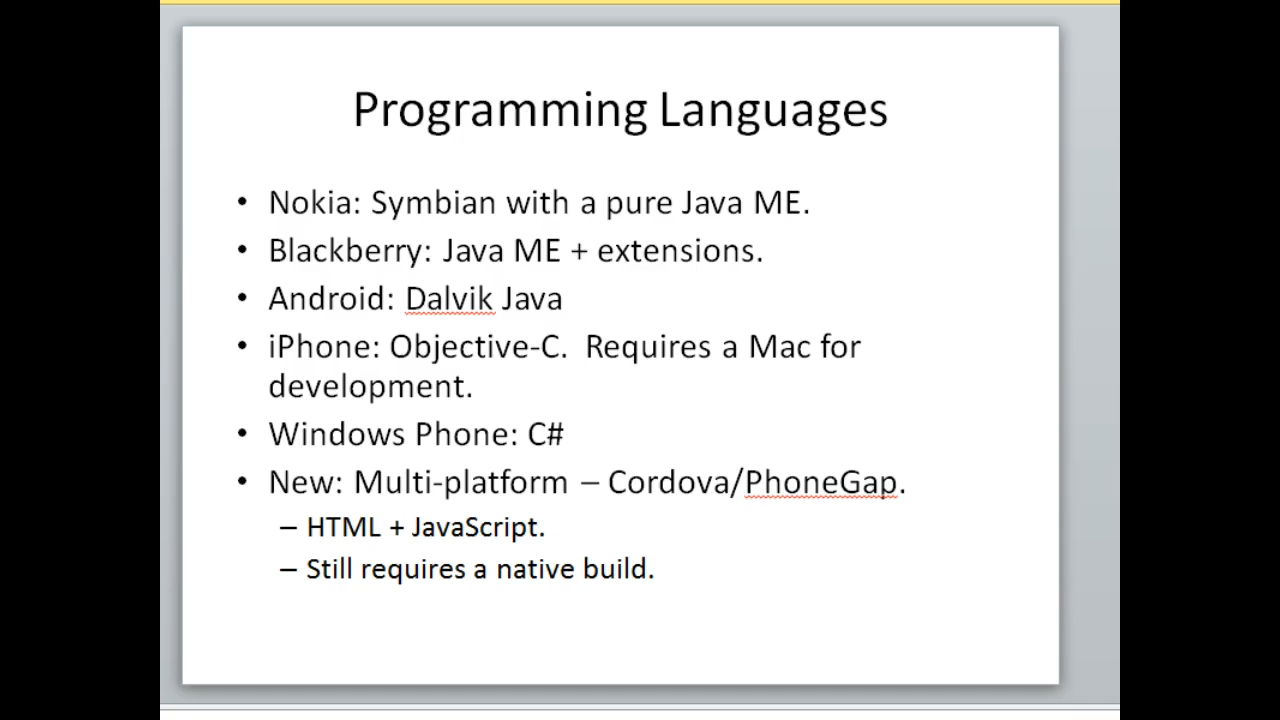 Programming Languages
• Nokia: Symbian with a pure Java ME.
• Blackberry: Java ME + extensions.
• Android: Dalvik Java
• iPhone: Objective-C.  Requires a Mac for
development.
• Windows Phone: C#
• New: Multi-platform – Cordova/PhoneGap.
– HTML + JavaScript.
– Still requires a native build.